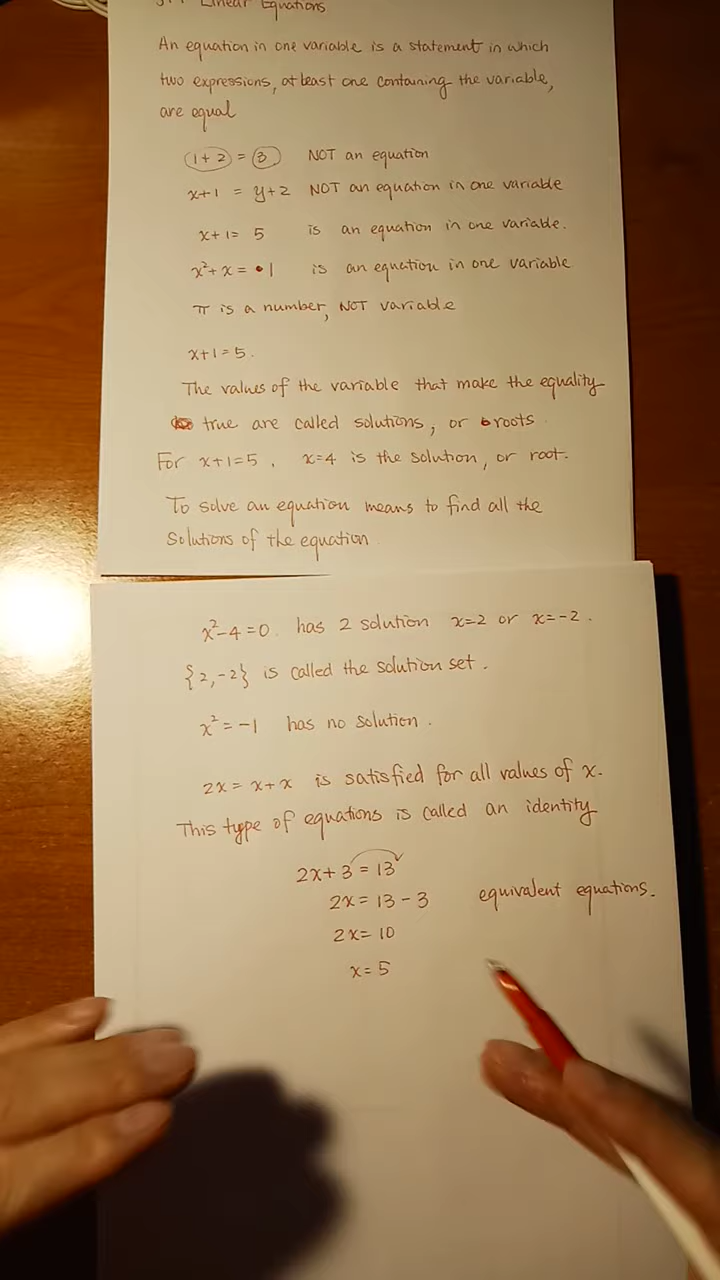 Linear Equations
An equation in one variable is a statement in which
two expressions, at least one containing the variable,
are equal
1+2 = 3 NOT an equation
x+1 = y+2 NOT an equation in one variable
x+1= 5 is an equation in one variable.
x²+x = 1 is an equation in one variable
π is a number, NOT variable
x+1=5.
The values of the variable that make the equality
true are called solutions, or roots.
For x+1=5, x=4 is the solution, or root.
To solve an equation means to find all the
solutions of the equation.
x²-4=0. has 2 solution x=2 or x=-2.
{2,-2} is called the solution set.
x² = -1 has no solution.
2x = x+x is satisfied for all values of x.
This type of equations is called an identity
2x+3 = 13
2x = 13-3 equivalent equations.
2x= 10
x= 5